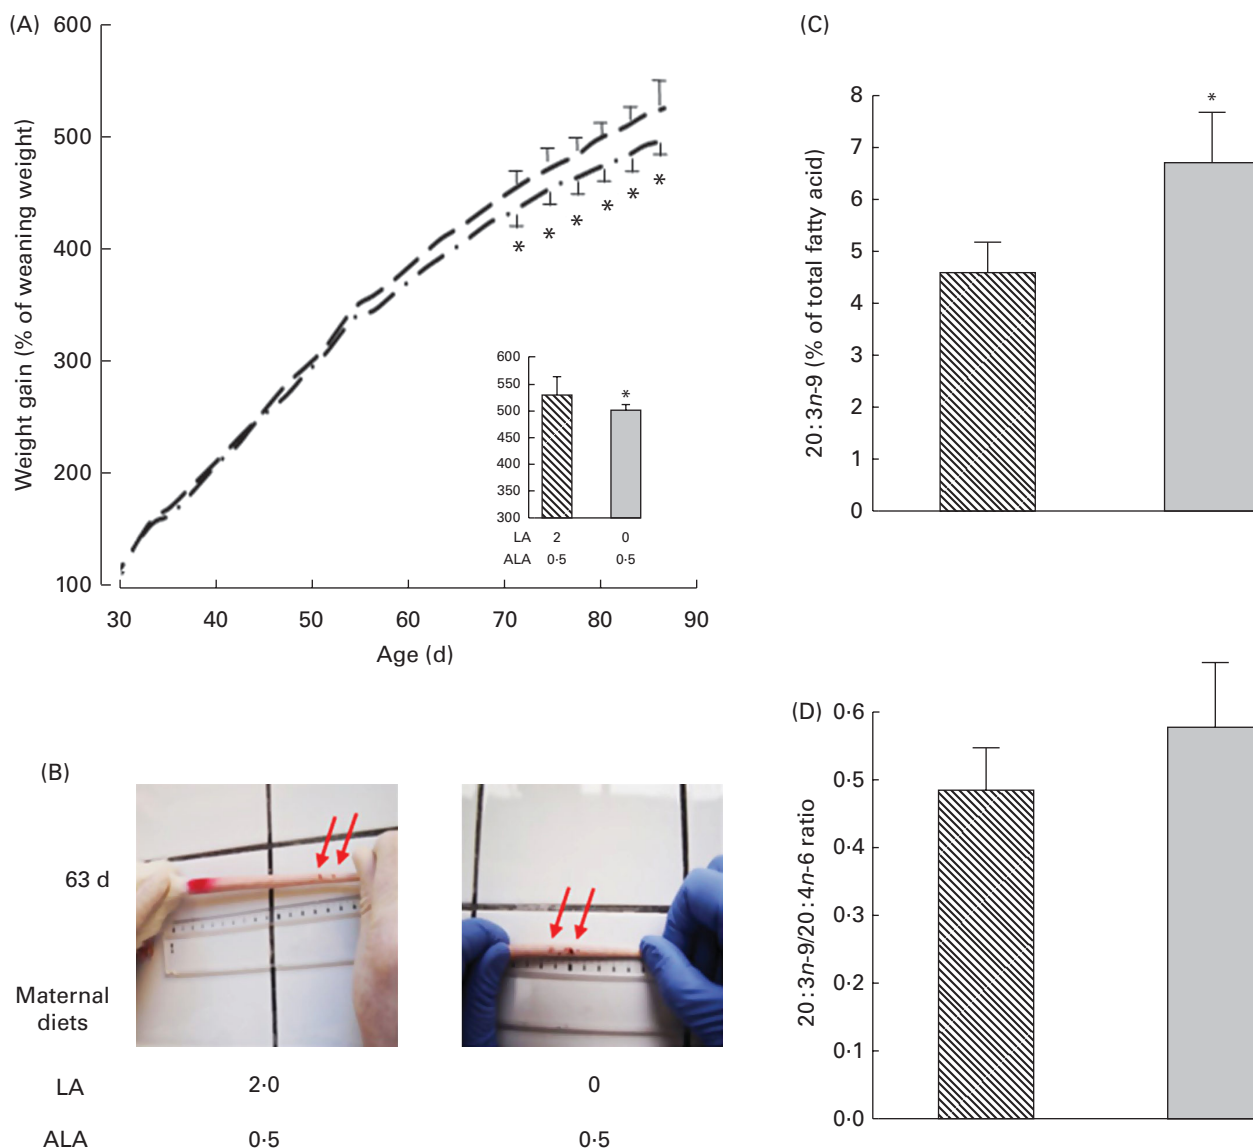 (A)
600
500
400
300
200
100
Weight gain (% of weaning weight)
30 40 50 60 70 80 90
Age (d)
* * * * * *
600
550
500
450
400
350
300
*
LA 2 0
ALA 0·5 0·5
(B)
63 d
Maternal
diets
LA 2·0 0
ALA 0·5 0·5
(C)
8
7
6
5
4
3
2
1
0
20:3n-9 (% of total fatty acid)
*
(D)
0·6
0·5
0·4
0·3
0·2
0·1
0·0
20:3n-9/20:4n-6 ratio